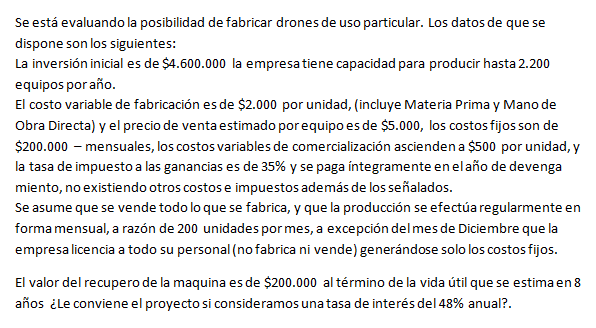 Se está evaluando la posibilidad de fabricar drones de uso particular. Los datos de que se
dispone son los siguientes:
La inversión inicial es de $4.600.000 la empresa tiene capacidad para producir hasta 2.200
equipos por año.
El costo variable de fabricación es de $2.000 por unidad, (incluye Materia Prima y Mano de
Obra Directa) y el precio de venta estimado por equipo es de $5.000, los costos fijos son de
$200.000 – mensuales, los costos variables de comercialización ascienden a $500 por unidad, y
la tasa de impuesto a las ganancias es de 35% y se paga íntegramente en el año de devenga
miento, no existiendo otros costos e impuestos además de los señalados.
Se asume que se vende todo lo que se fabrica, y que la producción se efectúa regularmente en
forma mensual, a razón de 200 unidades por mes, a excepción del mes de Diciembre que la
empresa licencia a todo su personal (no fabrica ni vende) generándose solo los costos fijos.
El valor del recupero de la maquina es de $200.000 al término de la vida útil que se estima en 8
años ¿Le conviene el proyecto si consideramos una tasa de interés del 48% anual?.